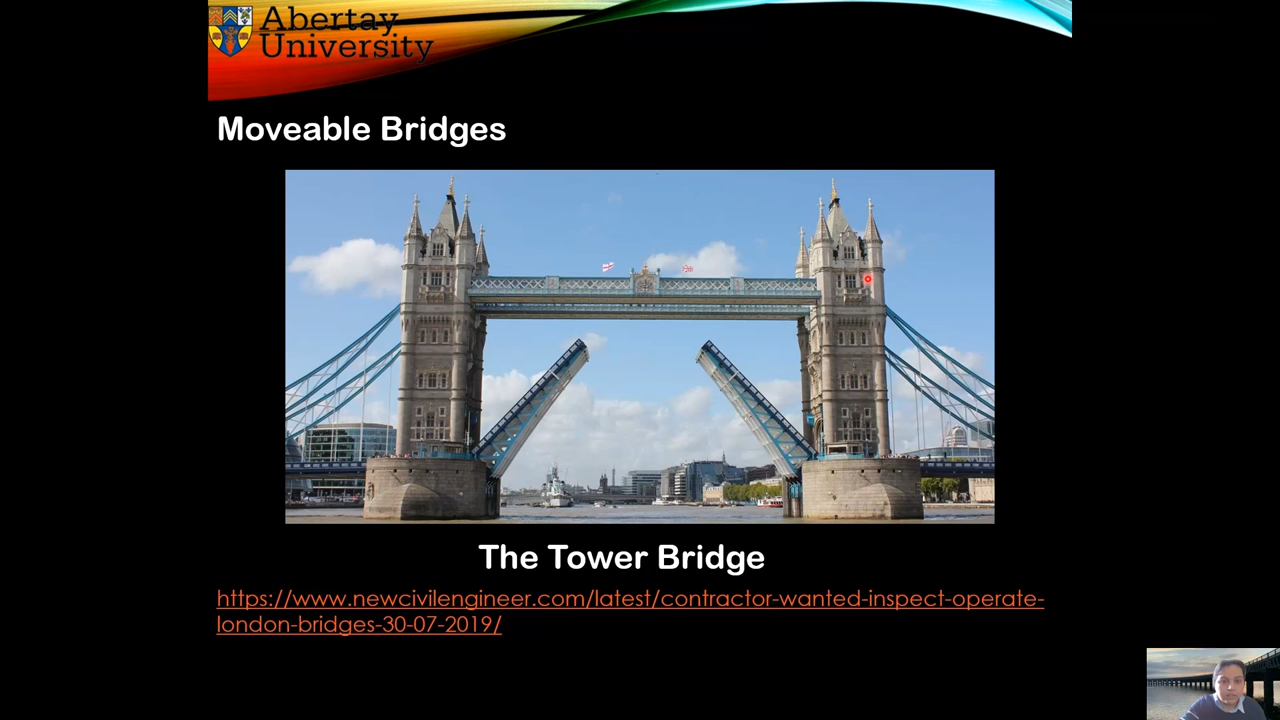 Abertay
University
Moveable Bridges
The Tower Bridge
https://www.newcivilengineer.com/latest/contractor-wanted-inspect-operate-
london-bridges-30-07-2019/